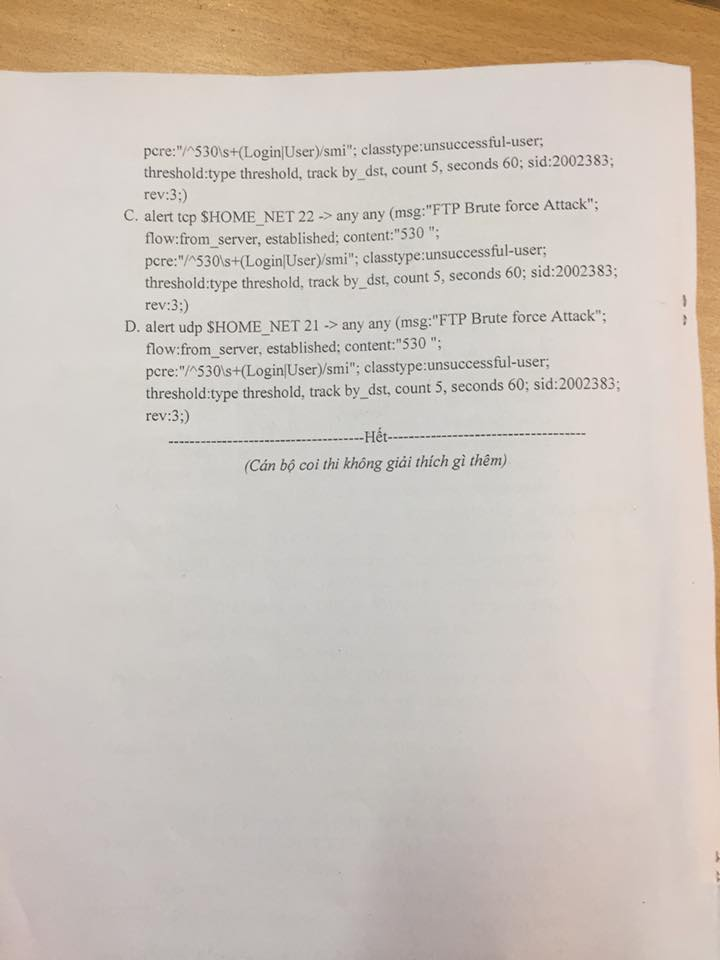 pcre:"/^530\s+(Login|User)/smi"; classtype:unsuccessful-user;
threshold:type threshold, track by_dst, count 5, seconds 60; sid:2002383;
rev:3;)
C. alert tcp $HOME_NET 22 -> any any (msg:"FTP Brute force Attack";
flow:from_server, established; content:"530 ";
pcre:"/^530\s+(Login|User)/smi"; classtype:unsuccessful-user;
threshold:type threshold, track by_dst, count 5, seconds 60; sid:2002383;
rev:3;)
D. alert udp $HOME_NET 21 -> any any (msg:"FTP Brute force Attack";
flow:from_server, established; content:"530 ";
pcre:"/^530\s+(Login|User)/smi"; classtype:unsuccessful-user;
threshold:type threshold, track by_dst, count 5, seconds 60; sid:2002383;
rev:3;)
-------------------------------------Hết-------------------------------------
(Cán bộ coi thi không giải thích gì thêm)